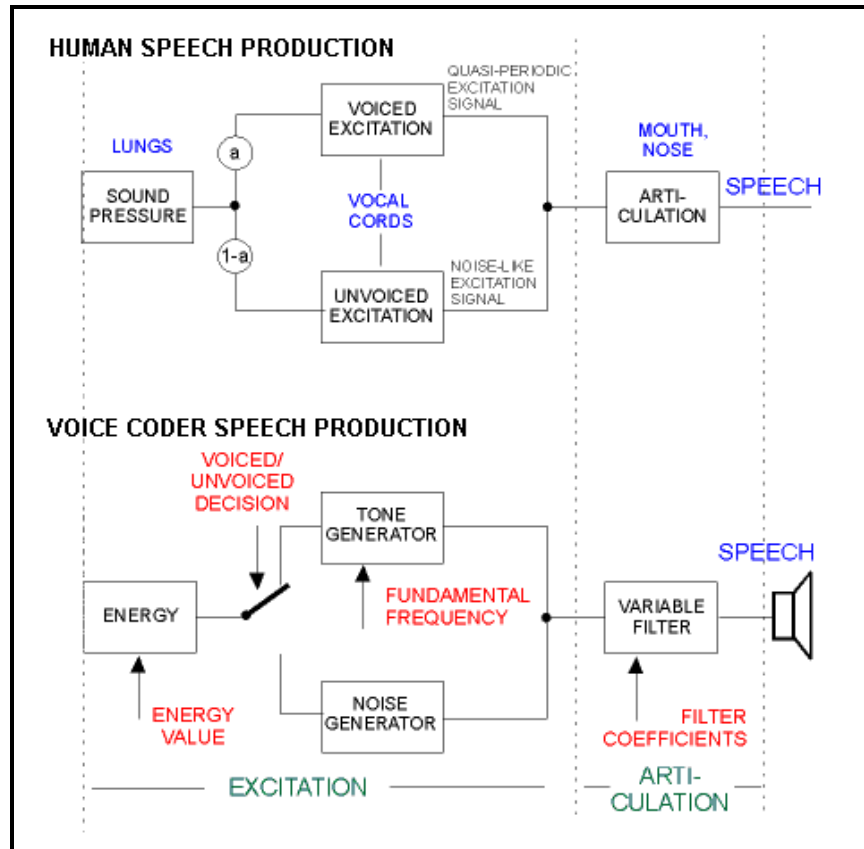 HUMAN SPEECH PRODUCTION
QUASI-PERIODIC
EXCITATION
SIGNAL
VOICED
EXCITATION
LUNGS
a
MOUTH,
NOSE
SOUND
PRESSURE
VOCAL
CORDS
ARTI-
CULATION
SPEECH
1-a
NOISE-LIKE
EXCITATION
SIGNAL
UNVOICED
EXCITATION
VOICE CODER SPEECH PRODUCTION
VOICED/
UNVOICED
DECISION
TONE
GENERATOR
SPEECH
ENERGY
FUNDAMENTAL
FREQUENCY
VARIABLE
FILTER
ENERGY
VALUE
NOISE
GENERATOR
FILTER
COEFFICIENTS
EXCITATION
ARTI-
CULATION